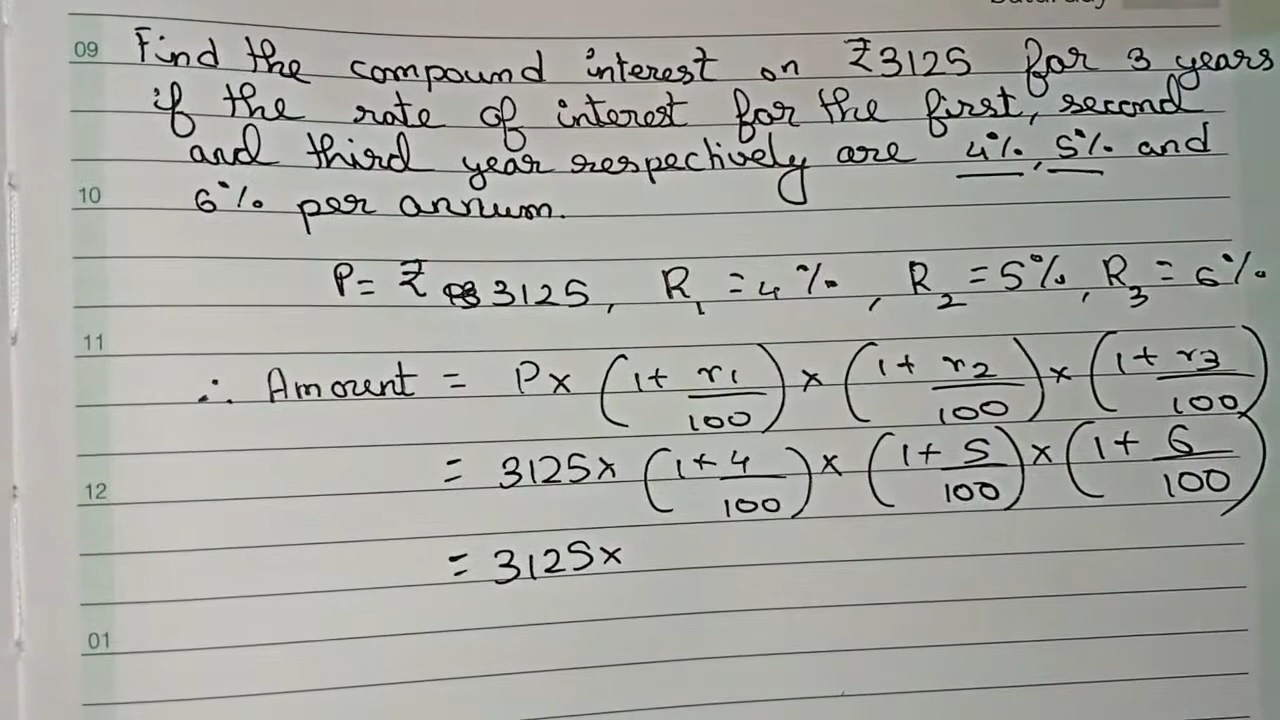 09 Find the compound interest on ₹3125 for 3 years
if the rate of interest for the first, second
and third year respectively are 4%, 5% and
10 6% per annum.
P = ₹ 3125, R₁ = 4%, R₂ = 5%, R₃ = 6%
11
∴ Amount = P× (1 + r1/100) × (1 + r2/100) × (1 + r3/100)
12 = 3125× (1 + 4/100) × (1 + 5/100) × (1 + 6/100)
= 3125×
01